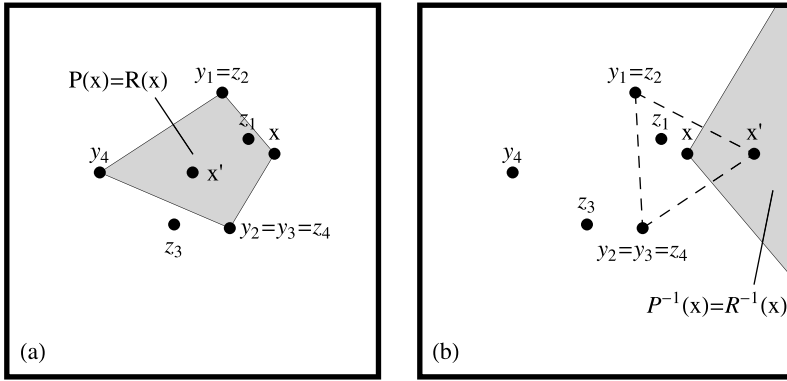 y₁=z₂
P(x)=R(x)
z₁
x
y₄
x'
y₂=y₃=z₄
z₃
(a)
y₁=z₂
z₁
x
x'
y₄
z₃
y₂=y₃=z₄
P⁻¹(x)=R⁻¹(x)
(b)